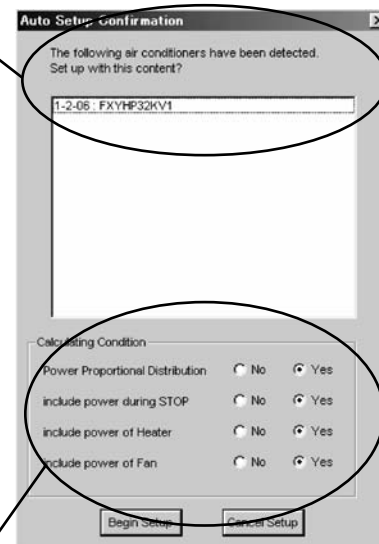 Auto Setup Confirmation
The following air conditioners have been detected.
Set up with this content?
1-2-06 : FXYHP32KV1
Calculating Condition
Power Proportional Distribution No Yes
include power during STOP No Yes
include power of Heater No Yes
include power of Fan No Yes
Begin Setup Cancel Setup